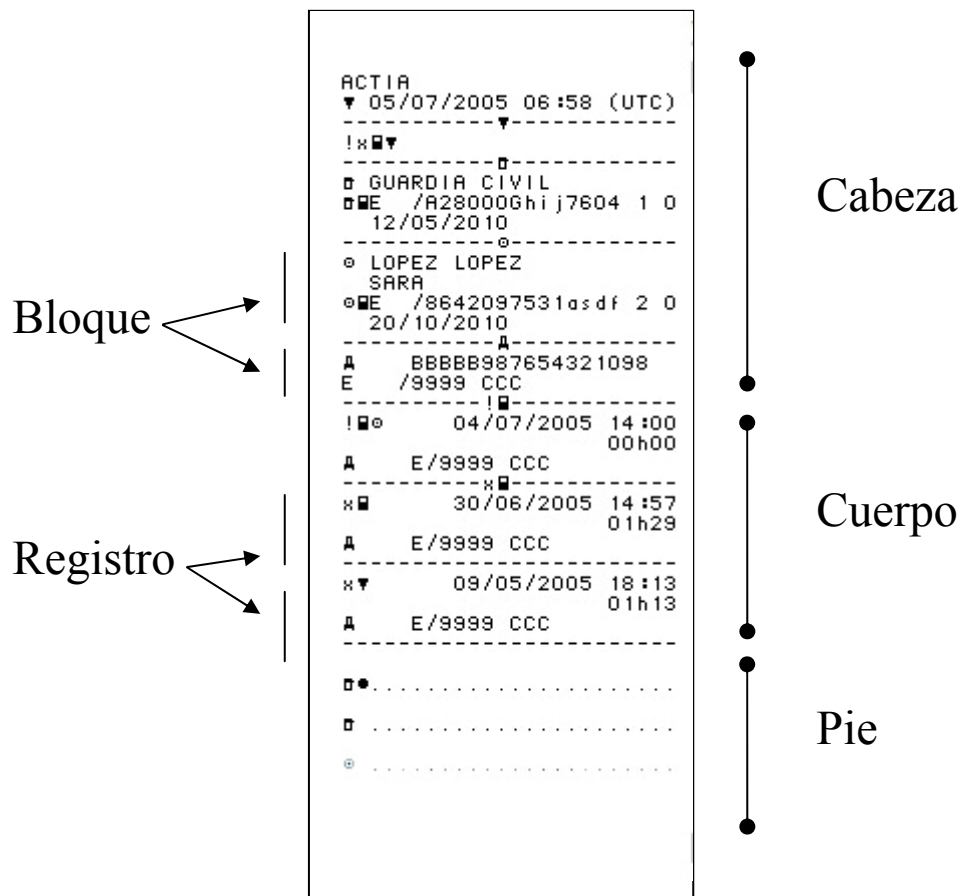 ACTIA
▼ 05/07/2005 06:58 (UTC)
------------▼------------
!x▼
GUARDIA CIVIL
E /A28000Ghij7604 1 0
12/05/2010
LOPEZ LOPEZ
SARA
E /8642097531asdf 2 0
20/10/2010
A BBBBB987654321098
E /9999 CCC
! 04/07/2005 14:00
00h00
A E/9999 CCC
x 30/06/2005 14:57
01h29
A E/9999 CCC
x▼ 09/05/2005 18:13
01h13
A E/9999 CCC
Bloque
Registro
Cabeza
Cuerpo
Pie